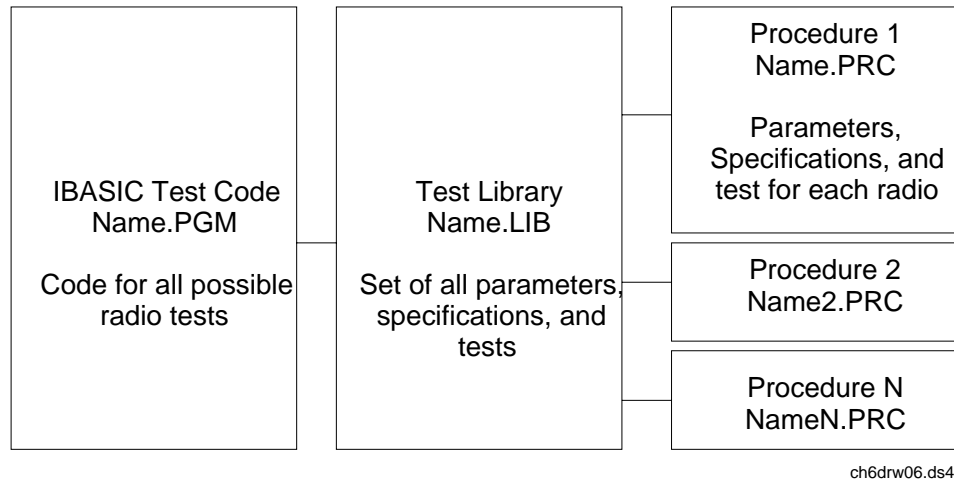 IBASIC Test Code
Name.PGM
Code for all possible
radio tests
Test Library
Name.LIB
Set of all parameters,
specifications, and
tests
Procedure 1
Name.PRC
Parameters,
Specifications, and
test for each radio
Procedure 2
Name2.PRC
Procedure N
NameN.PRC
ch6drw06.ds4